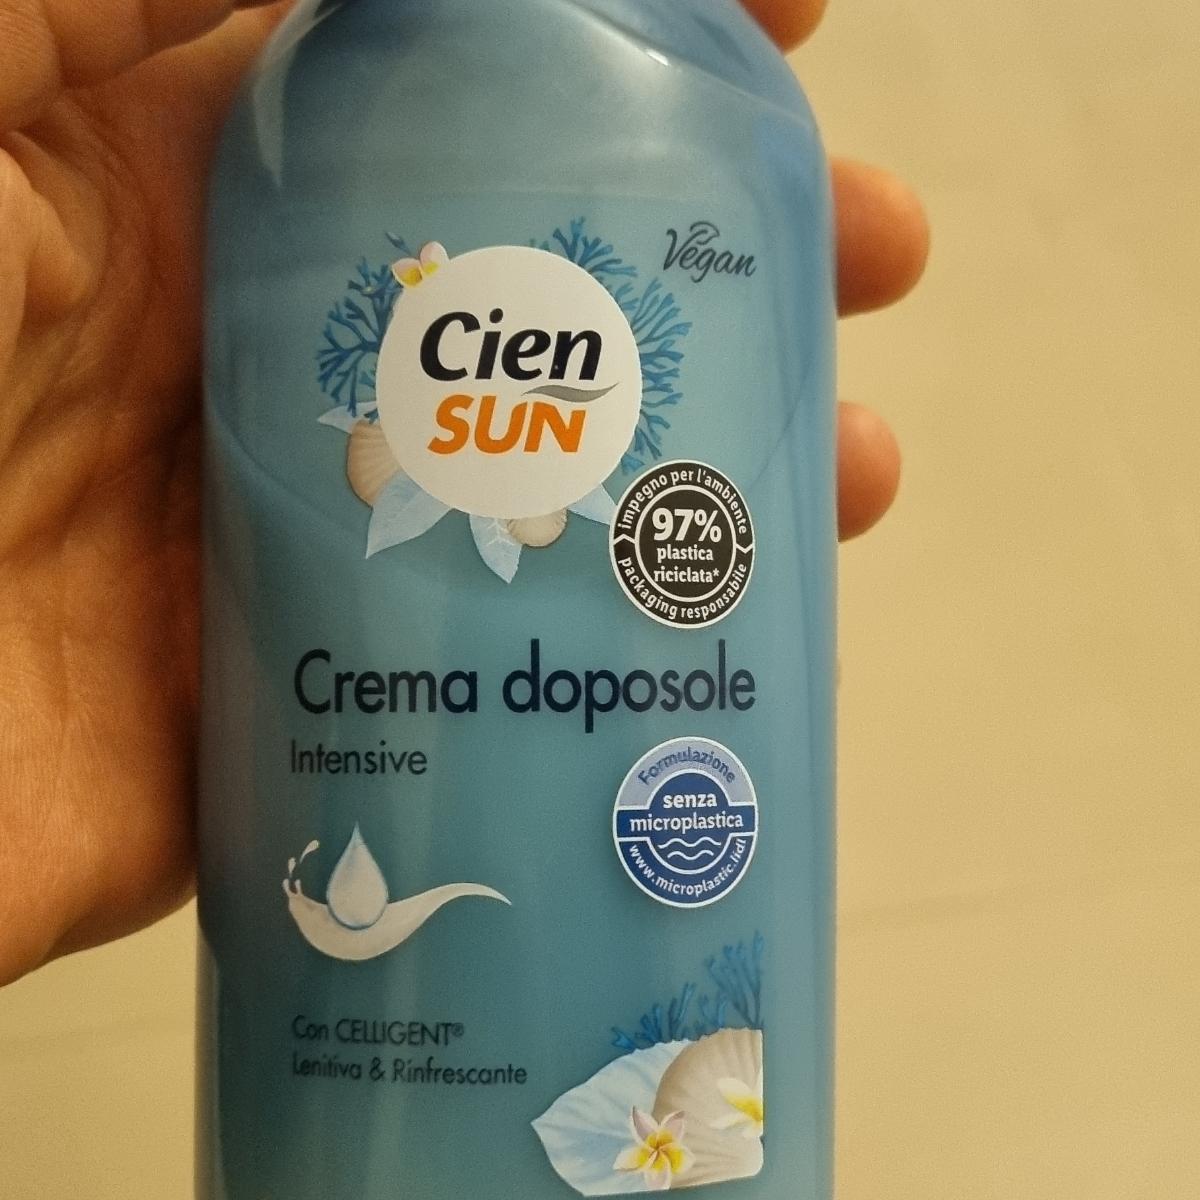 Vegan
Cien
SUN
impegno per l'ambiente
97%
plastica
riciclata*
packaging responsabile
Crema doposole
Intensive
Formulazione
senza
microplastica
www.microplastic.lidl
Con CELLIGENT®
Lenitiva & Rinfrescante